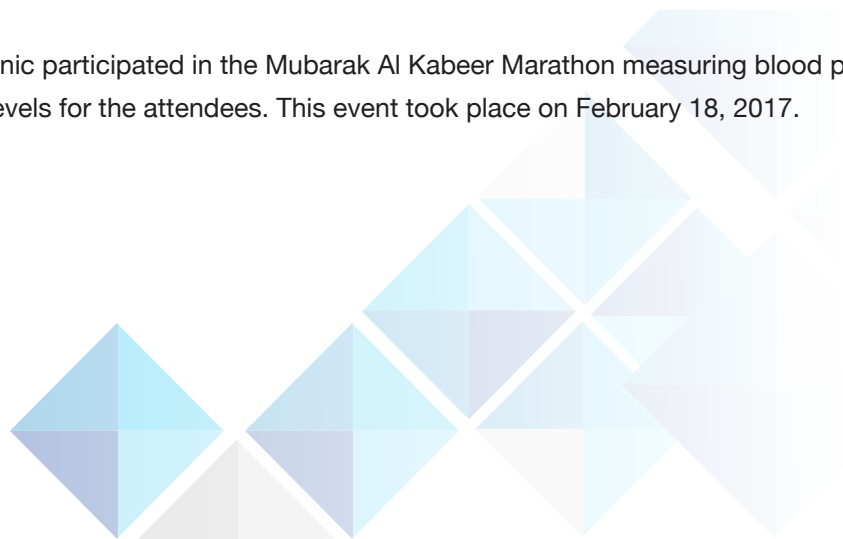 nic participated in the Mubarak Al Kabeer Marathon measuring blood p
evels for the attendees. This event took place on February 18, 2017.